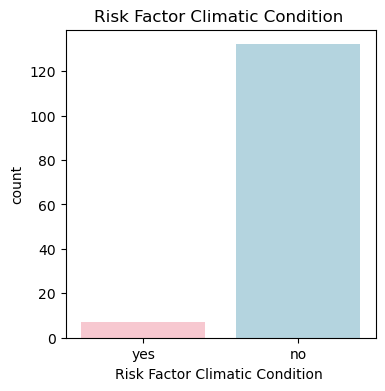 Risk Factor Climatic Condition
120
100
80
60
40
20
0
count
yes no
Risk Factor Climatic Condition